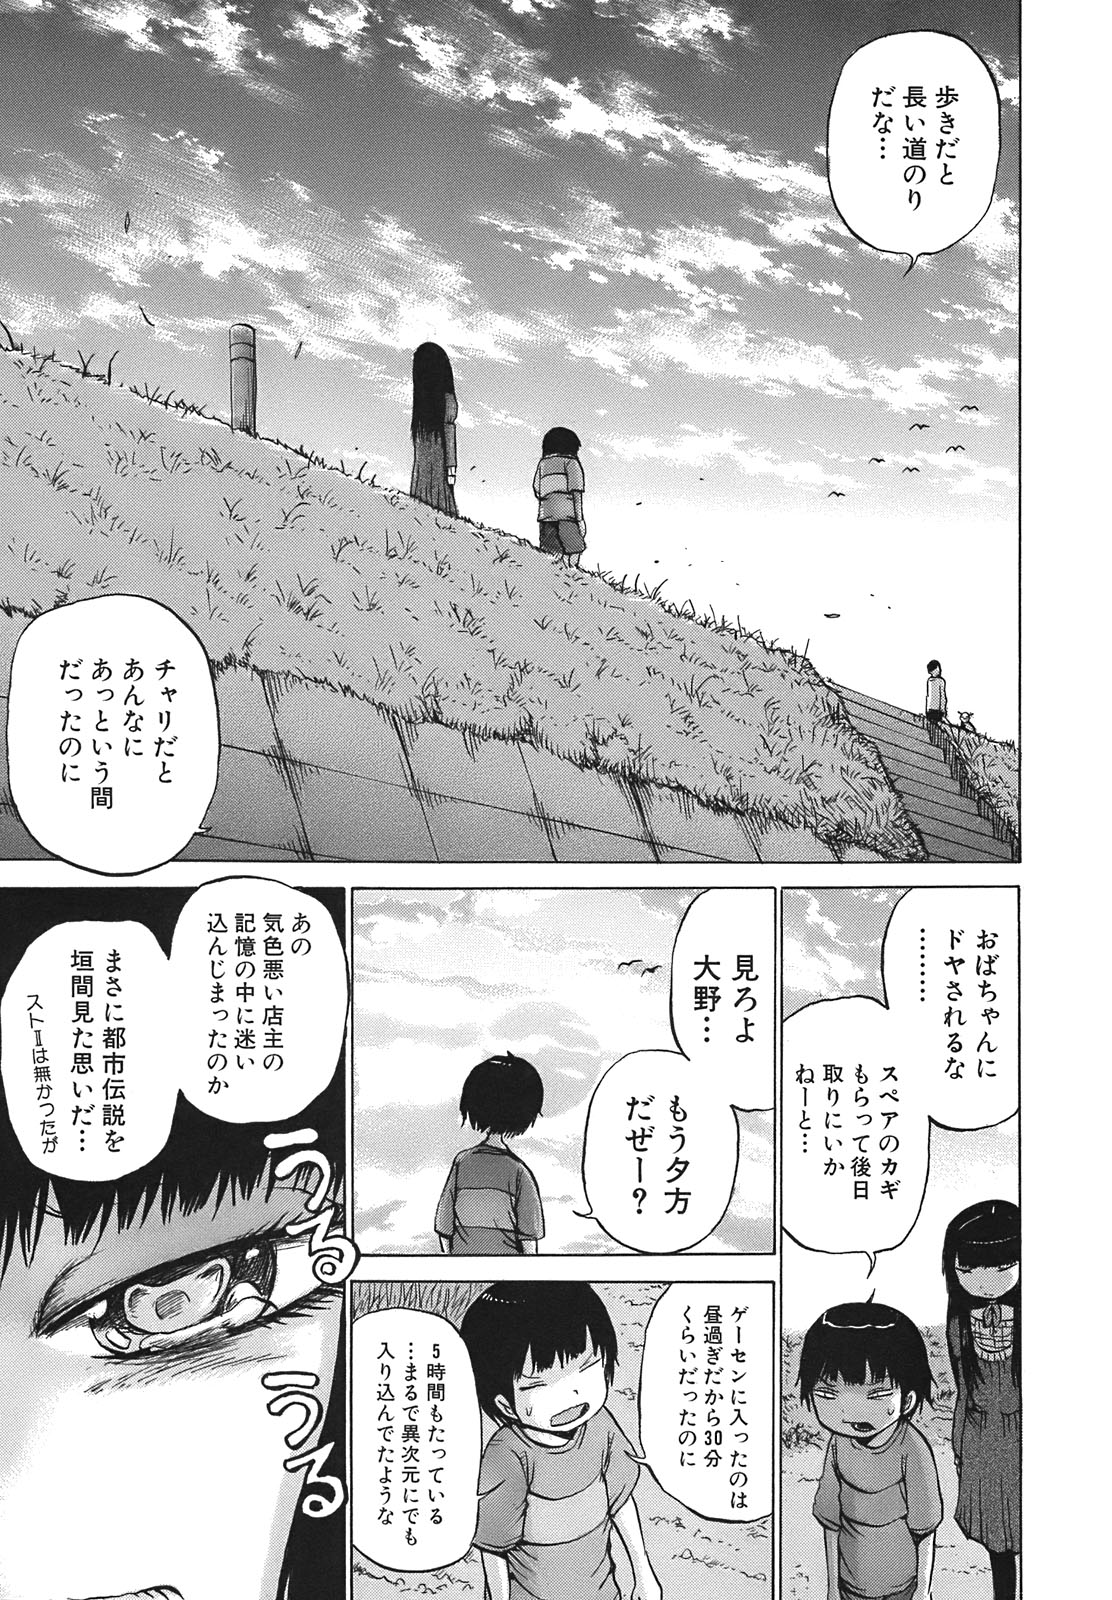 歩きだと
長い道のり
だな…
チャリだと
あんなに
あっという間
だったのに
おばちゃんに
ドヤされるな
………
スペアのカギ
もらって後日
取りにいか
ねーと…
見ろよ
大野…
もう夕方
だぜー？
ゲーセンに入ったのは
昼過ぎだから30分
くらいだったのに
5時間もたっている
…まるで異次元にでも
入り込んでたような
あの
気色悪い店主の
記憶の中に迷い
込んじまったのか
まさに都市伝説を
垣間見た思いだ…
ストⅡは無かったが
うる
うる